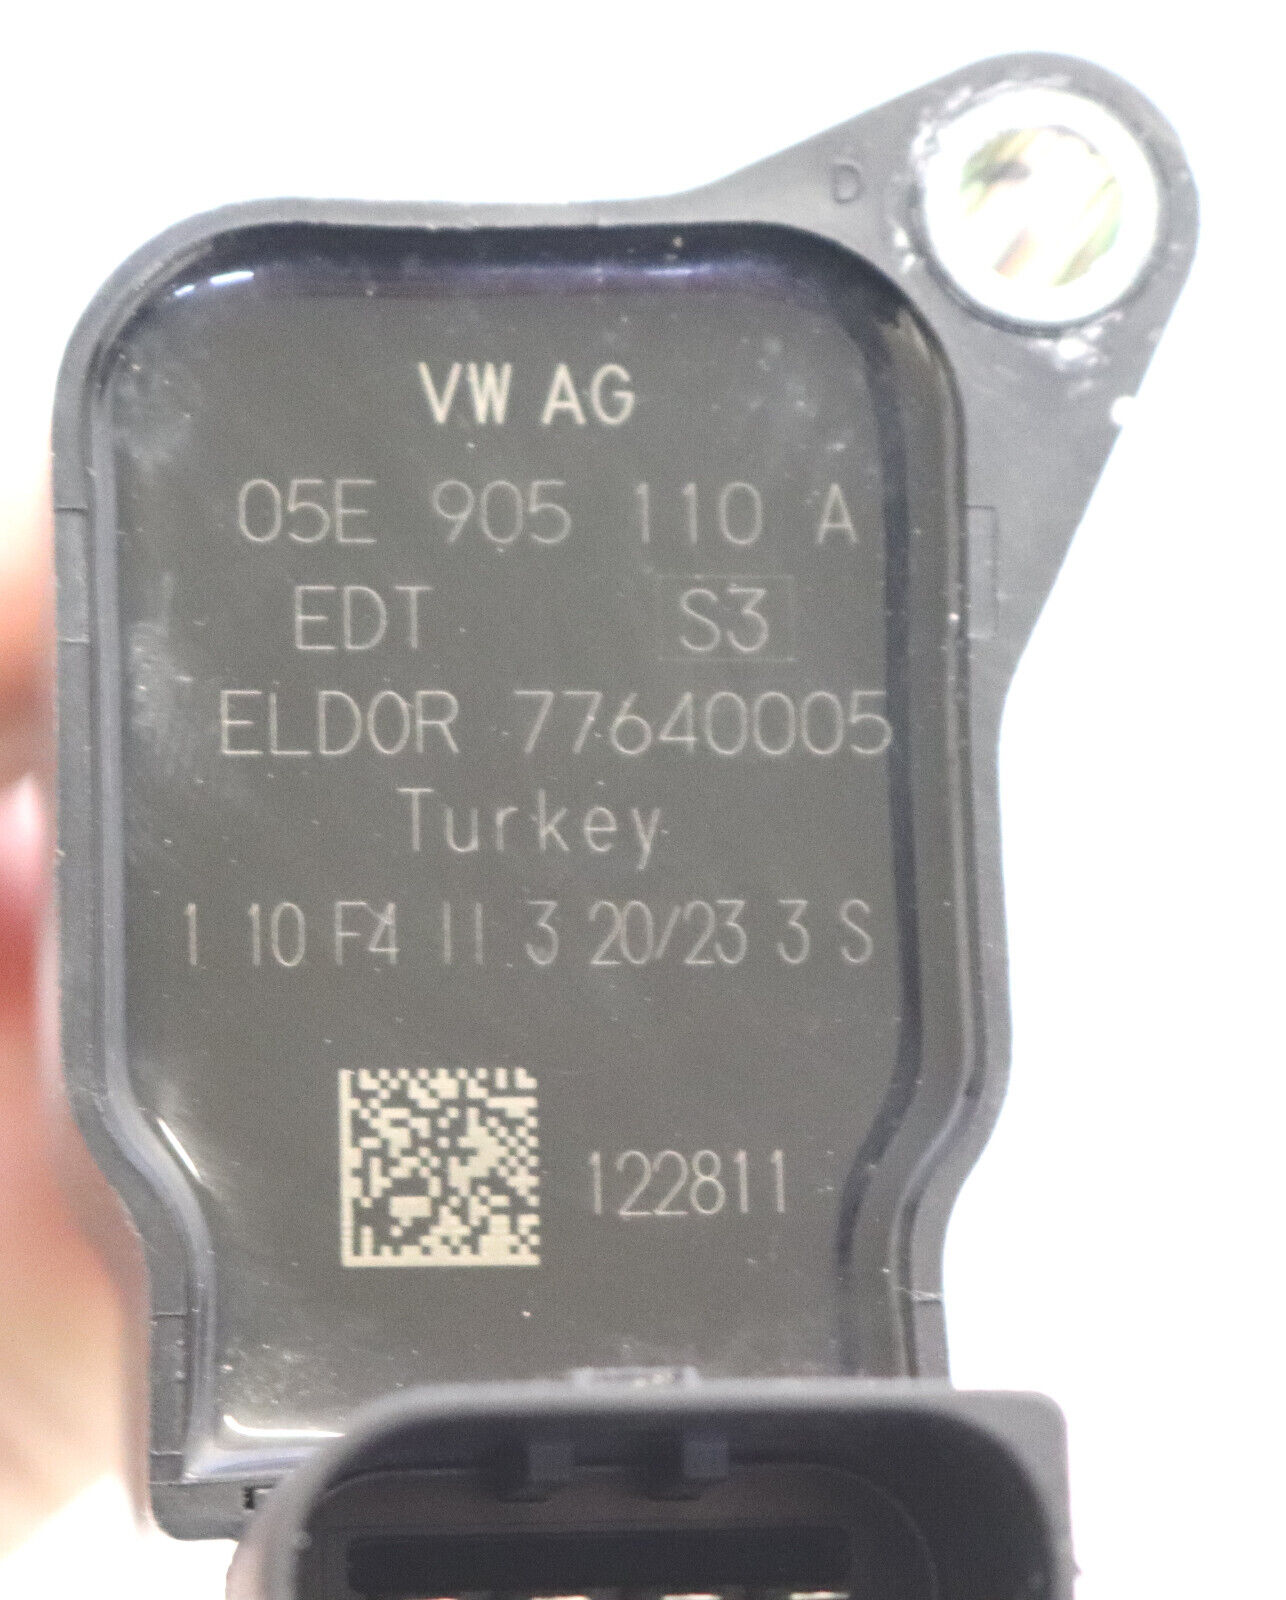 D
VW AG
05E 905 110 A
EDT S3
ELDOR 77640005
Turkey
1 10 F4 11 3 20/23 3 S
122811